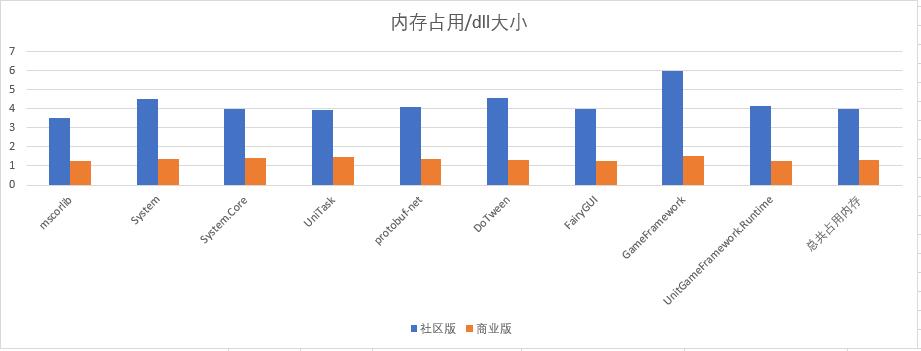 内存占用/dll大小
7
6
5
4
3
2
1
0
mscorlib
System
System.Core
UniTask
protobuf-net
DoTween
FairyGUI
GameFramework
UnitGameFramework.Runtime
总共占用内存
社区版 商业版